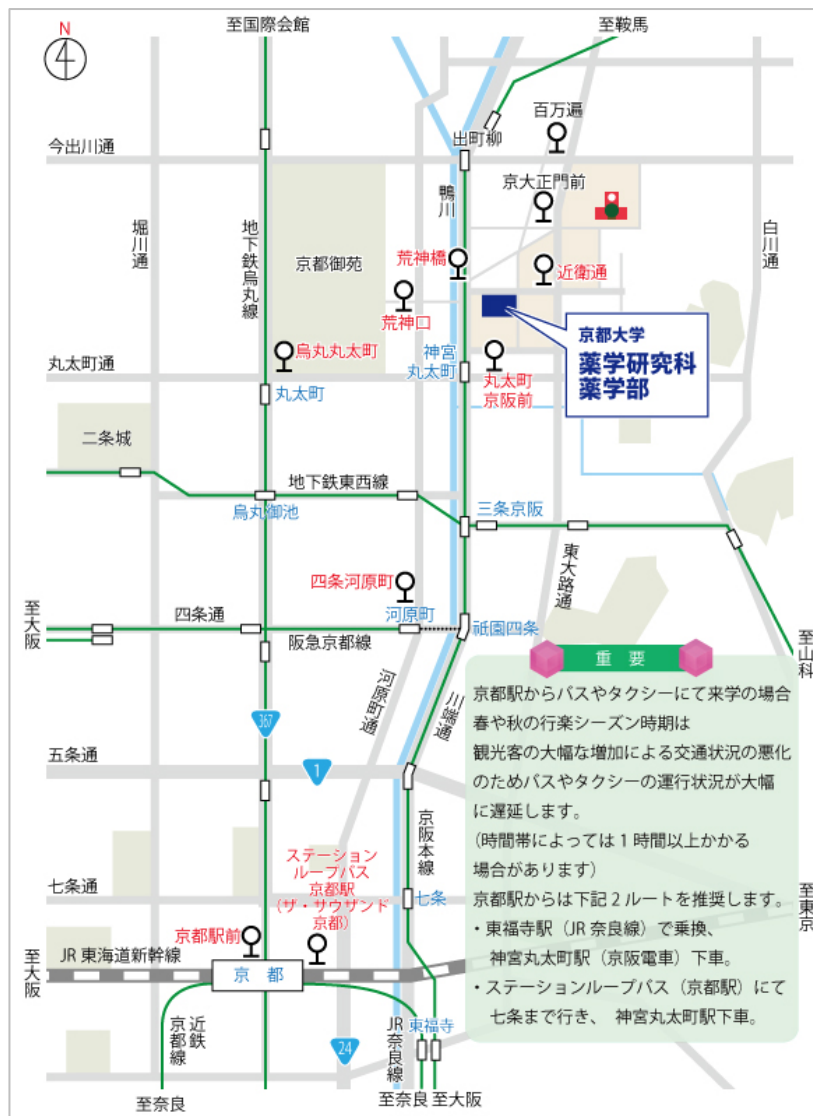 至国際会館
至鞍馬
N
百万遍
出町柳
今出川通
京大正門前
鴨川
堀川通
地下鉄烏丸線
京都御苑
白川通
荒神橋
近衛通
荒神口
京都大学
薬学研究科
薬学部
烏丸丸太町
神宮
丸太町
丸太町通
丸太町
京阪前
丸太町
二条城
地下鉄東西線
烏丸御池
三条京阪
東大路通
四条河原町
至大阪
四条通
河原町
祇園四条
阪急京都線
至山科
重 要
京都駅からバスやタクシーにて来学の場合
春や秋の行楽シーズン時期は
観光客の大幅な増加による交通状況の悪化
のためバスやタクシーの運行状況が大幅
に遅延します。
(時間帯によっては1時間以上かかる
場合があります)
京都駅からは下記2ルートを推奨します。
・東福寺駅(JR奈良線)で乗換、
神宮丸太町駅(京阪電車)下車。
・ステーションループバス(京都駅)にて
七条まで行き、 神宮丸太町駅下車。
河原町通
川端通
367
五条通
1
京阪本線
ステーション
ループバス
京都駅
(ザ・サウザンド
京都)
七条通
七条
至東京
京都駅前
JR東海道新幹線
至大阪
京 都
近鉄
京都線
JR奈良線
東福寺
24
至奈良
至奈良
至大阪